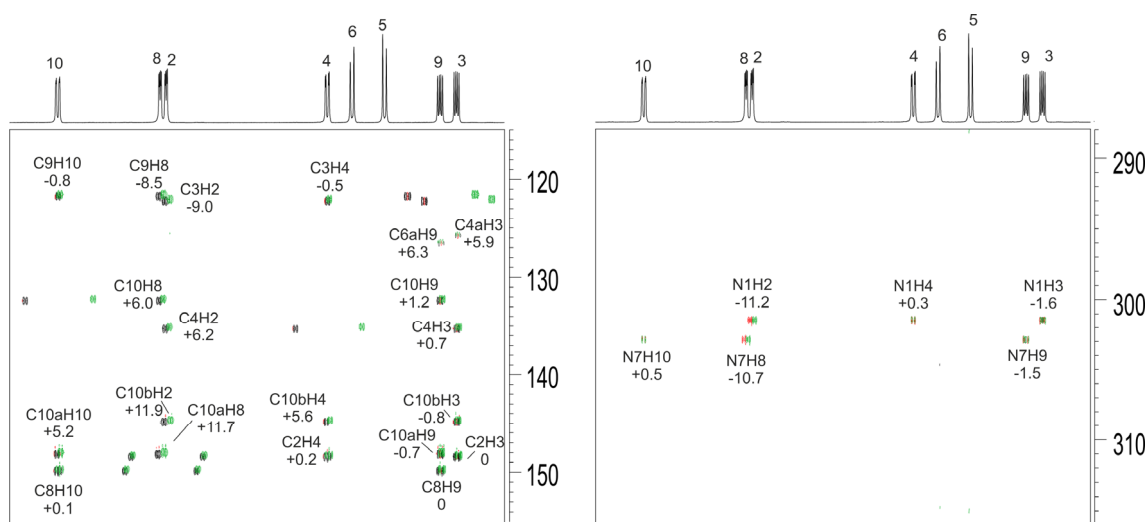 10 8 2 4 6 5 9 3
C9H10
-0.8
C9H8
-8.5
C3H2
-9.0
C3H4
-0.5
C6aH9
+6.3
C4aH3
+5.9
C10H8
+6.0
C4H2
+6.2
C10H9
+1.2
C4H3
+0.7
C10bH2
+11.9
C10aH10
+5.2
C10aH8
+11.7
C10bH4
+5.6
C10bH3
-0.8
C2H4
+0.2
C10aH9
-0.7
C2H3
0
C8H10
+0.1
C8H9
0
120
130
140
150
10 8 2 4 6 5 9 3
N1H2
-11.2
N1H4
+0.3
N1H3
-1.6
N7H10
+0.5
N7H8
-10.7
N7H9
-1.5
290
300
310